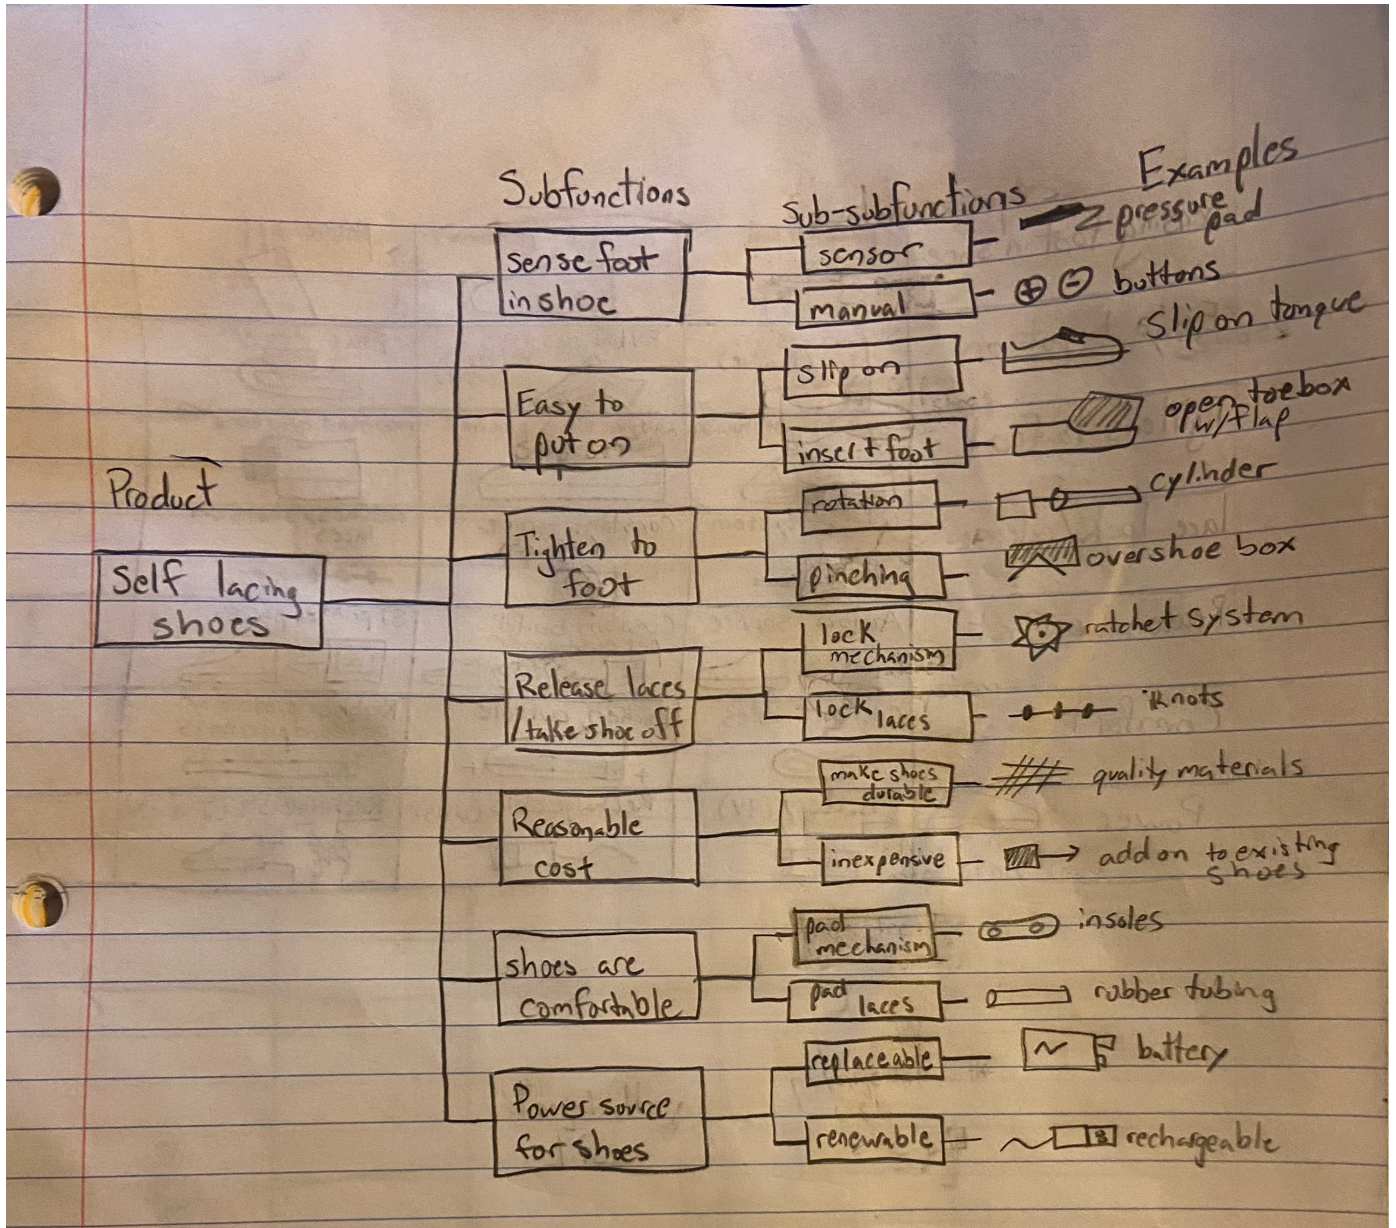 Examples
Subfunctions
Sub-subfunctions
pressure
pad
sense foot
in shoe
sensor
manual
buttons
Slip on tongue
slip on
Easy to
put on
insert foot
open toebox
w/flap
Product
Self lacing
shoes
rotation
cylinder
Tighten to
foot
pinching
overshoe box
lock
mechanism
ratchet system
Release laces
/take shoe off
lock laces
knots
make shoes
durable
quality materials
Reasonable
cost
inexpensive
add on to existing
shoes
pad
mechanism
insoles
shoes are
comfortable
pad laces
rubber tubing
replaceable
battery
Power source
for shoes
renewable
rechargeable